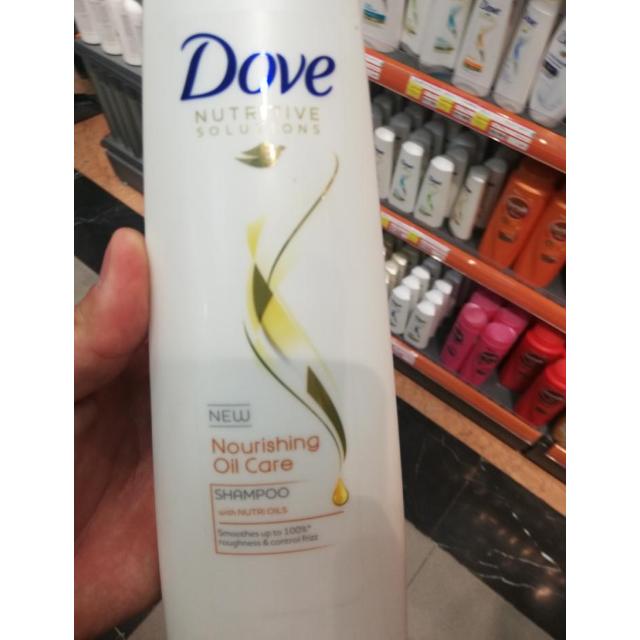 Dove
NUTRITIVE
SOLUTIONS
NEW
Nourishing
Oil Care
SHAMPOO
with NUTRI OILS
Smoothes up to 100%*
roughness & control frizz